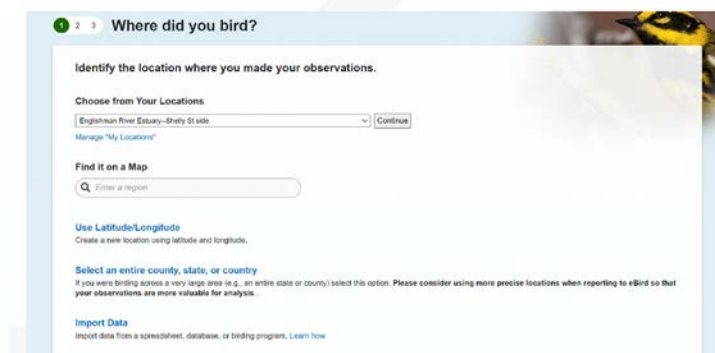 1 2 3 Where did you bird?
Identify the location where you made your observations.
Choose from Your Locations
Englishman River Estuary--Shelly St side Continue
Manage "My Locations"
Find it on a Map
Enter a region
Use Latitude/Longitude
Create a new location using latitude and longitude.
Select an entire county, state, or country
If you were birding across a very large area (e.g., an entire state or county) select this option. Please consider using more precise locations when reporting to eBird so that
your observations are more valuable for analysis .
Import Data
Import data from a spreadsheet, database, or birding program. Learn how